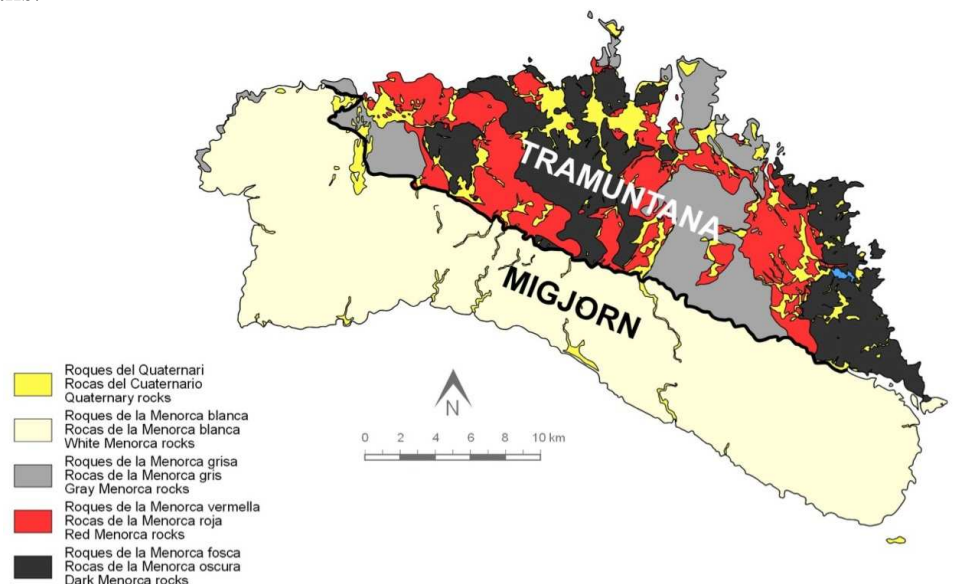 TRAMUNTANA
MIGJORN
Roques del Quaternari
Rocas del Cuaternario
Quaternary rocks
Roques de la Menorca blanca
Rocas de la Menorca blanca
White Menorca rocks
Roques de la Menorca grisa
Rocas de la Menorca gris
Gray Menorca rocks
Roques de la Menorca vermella
Rocas de la Menorca roja
Red Menorca rocks
Roques de la Menorca fosca
Rocas de la Menorca oscura
Dark Menorca rocks
N
0 2 4 6 8 10 km